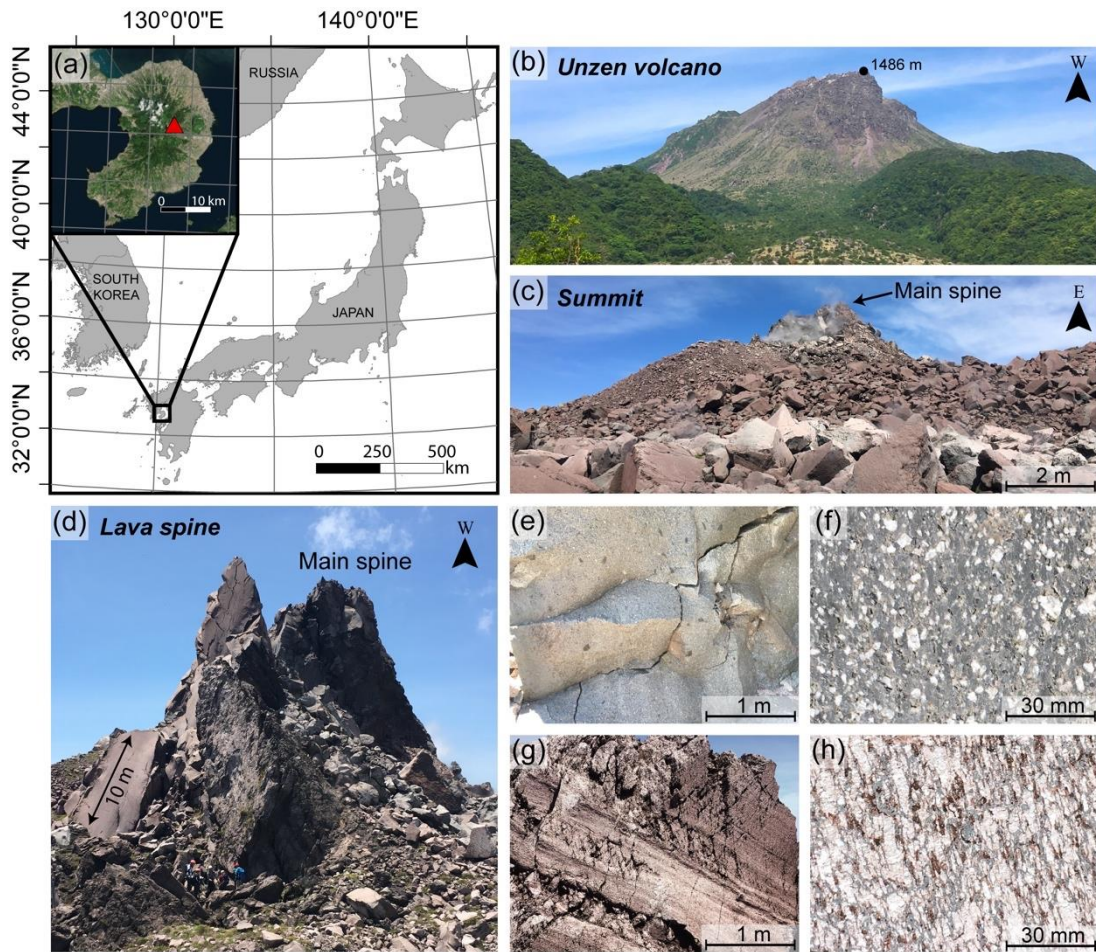 130°0'0"E
140°0'0"E
44°0'0"N
40°0'0"N
36°0'0"N
32°0'0"N
(a)
0 10 km
RUSSIA
SOUTH
KOREA
JAPAN
0 250 500
km
(b) Unzen volcano
1486 m
W
(c) Summit
Main spine
E
2 m
(d) Lava spine
W
Main spine
10 m
(e)
1 m
(f)
30 mm
(g)
1 m
(h)
30 mm